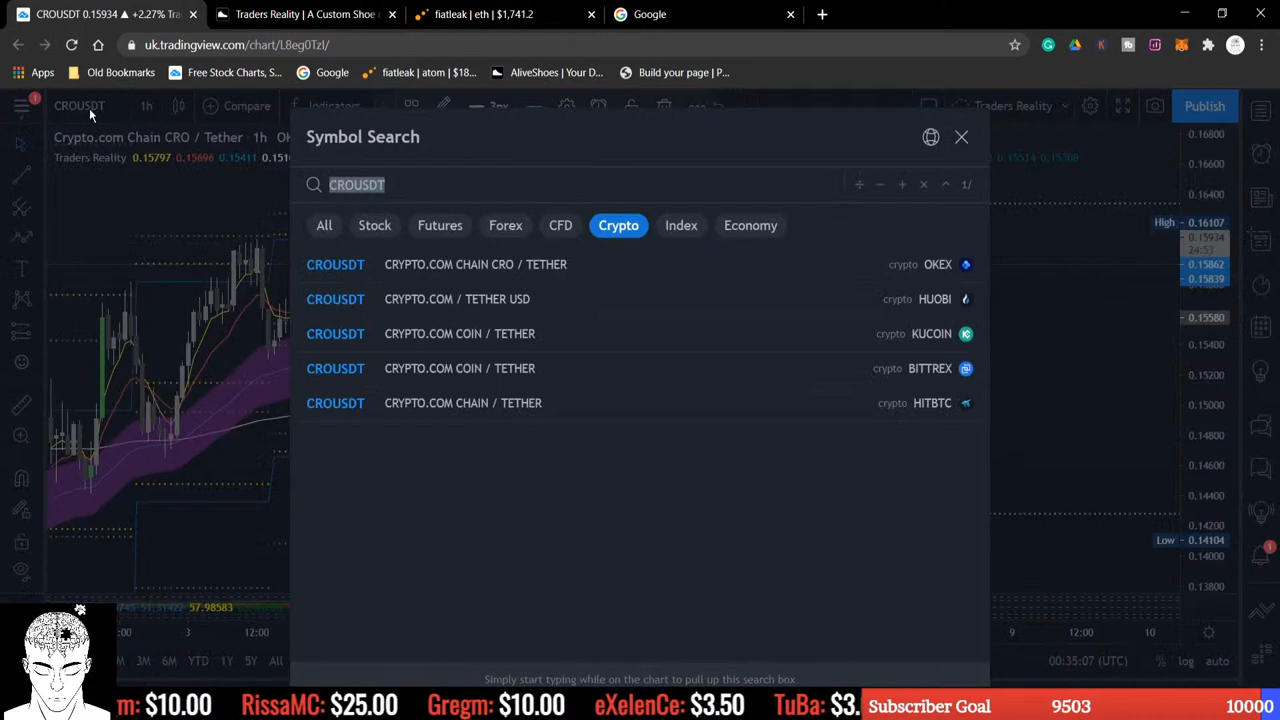 CROUSDT 0.15934 ▲ +2.27% Tra
Traders Reality | A Custom Shoe
fiatleak | eth | $1,741.2
Google
uk.tradingview.com/chart/L8eg0TzI/
Apps
Old Bookmarks
Free Stock Charts, S...
Google
fiatleak | atom | $18...
AliveShoes | Your D...
Build your page | P...
CROUSDT
1h
Compare
Indicators
Traders Reality
Publish
Crypto.com Chain CRO / Tether · 1h
Traders Reality 0.15797 0.15696 0.15411
0.15514 0.15308
Symbol Search
CROUSDT
÷ − + × ^ 1/
All
Stock
Futures
Forex
CFD
Crypto
Index
Economy
CROUSDT CRYPTO.COM CHAIN CRO / TETHER crypto OKEX
CROUSDT CRYPTO.COM / TETHER USD crypto HUOBI
CROUSDT CRYPTO.COM COIN / TETHER crypto KUCOIN
CROUSDT CRYPTO.COM COIN / TETHER crypto BITTREX
CROUSDT CRYPTO.COM CHAIN / TETHER crypto HITBTC
Simply start typing while on the chart to pull up this search box
0.16800
0.16600
0.16400
High 0.16107
0.15934
24:53
0.15862
0.15839
0.15580
0.15400
0.15200
0.15000
0.14800
0.14600
0.14400
0.14200
Low 0.14104
0.14000
0.13800
57.98583
:00
3
12:00
9
12:00
10
3M
6M
YTD
1Y
5Y
All
00:35:07 (UTC)
%
log
auto
m: $10.00 RissaMC: $25.00 Gregm: $10.00 eXelenCe: $3.50 TuBa: $3.
Subscriber Goal 9503 10000